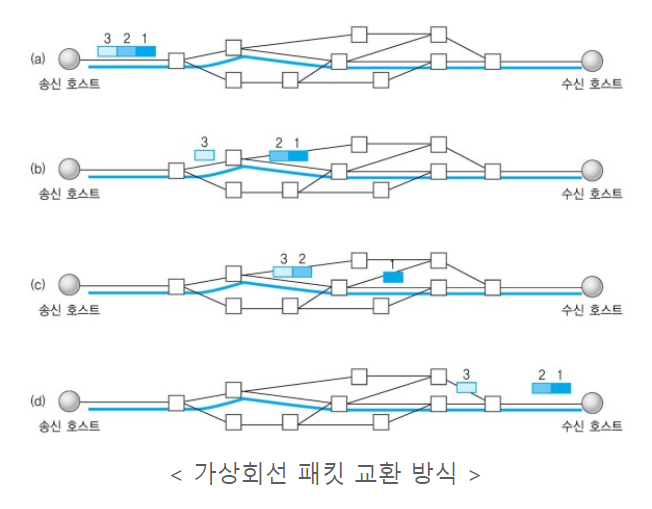 3 2 1
(a)
송신 호스트 수신 호스트
3 2 1
(b)
송신 호스트 수신 호스트
3 2 1
(c)
송신 호스트 수신 호스트
3 2 1
(d)
송신 호스트 수신 호스트
< 가상회선 패킷 교환 방식 >